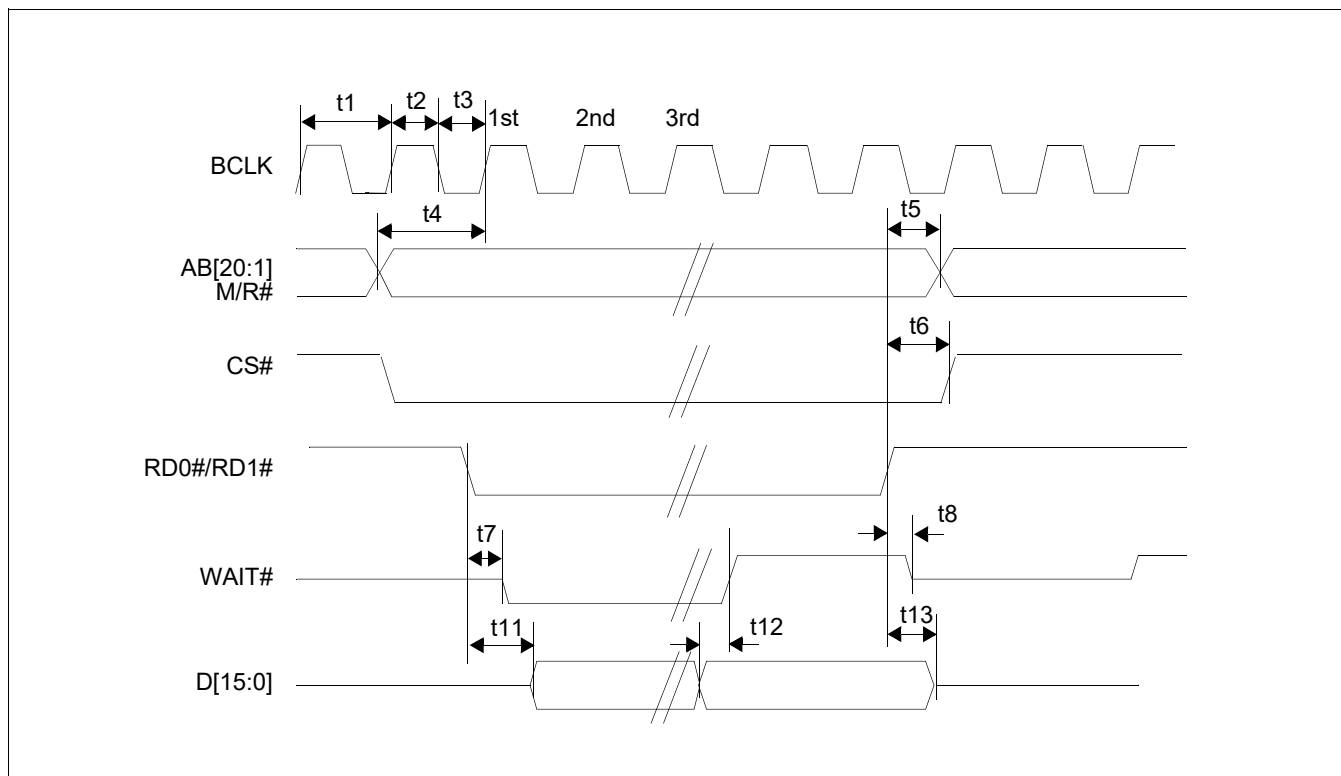 t1 t2 t3
1st 2nd 3rd
BCLK
t4 t5
AB[20:1]
M/R#
t6
CS#
RD0#/RD1#
t7 t8
WAIT#
t11 t12 t13
D[15:0]